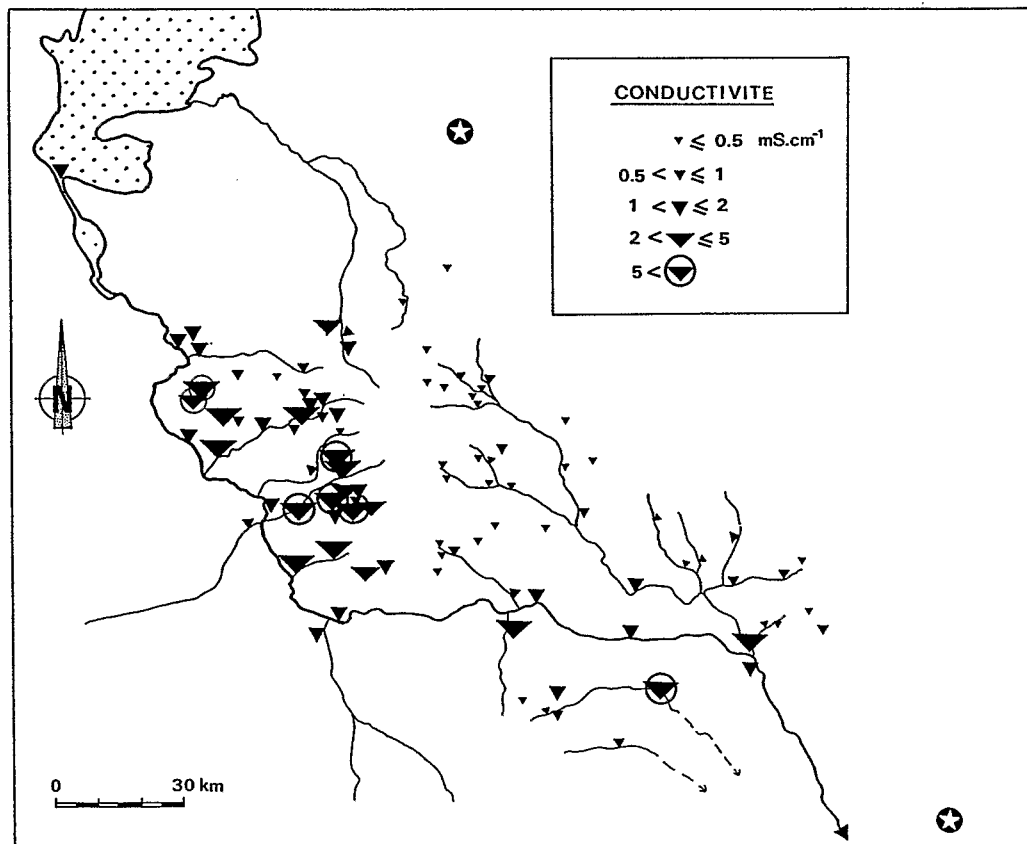 CONDUCTIVITE
▼ ≤ 0.5 mS.cm⁻¹
0.5 < ▼ ≤ 1
1 < ▼ ≤ 2
2 < ▼ ≤ 5
5 <
N
0 30 km